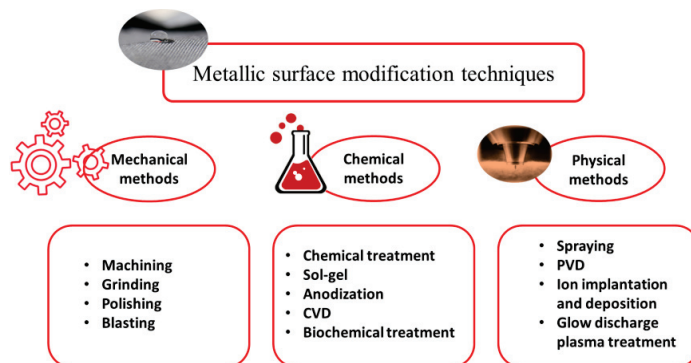 Metallic surface modification techniques
Mechanical
methods
Chemical
methods
Physical
methods
• Machining
• Grinding
• Polishing
• Blasting
• Chemical treatment
• Sol-gel
• Anodization
• CVD
• Biochemical treatment
• Spraying
• PVD
• Ion implantation
and deposition
• Glow discharge
plasma treatment